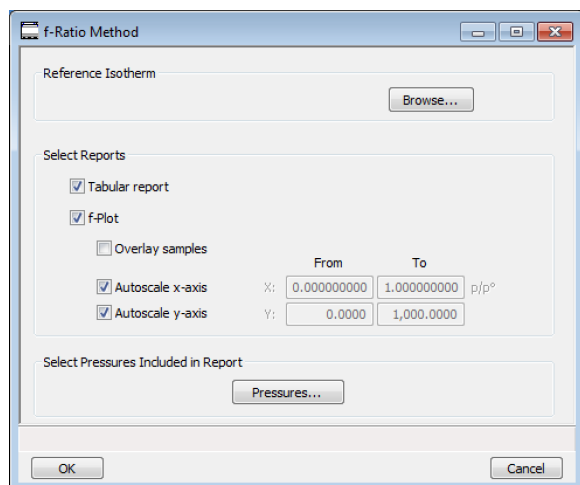 f-Ratio Method
Reference Isotherm
Browse...
Select Reports
Tabular report
f-Plot
Overlay samples
From To
Autoscale x-axis X: 0.000000000 1.000000000 p/p°
Autoscale y-axis Y: 0.0000 1,000.0000
Select Pressures Included in Report
Pressures...
OK Cancel